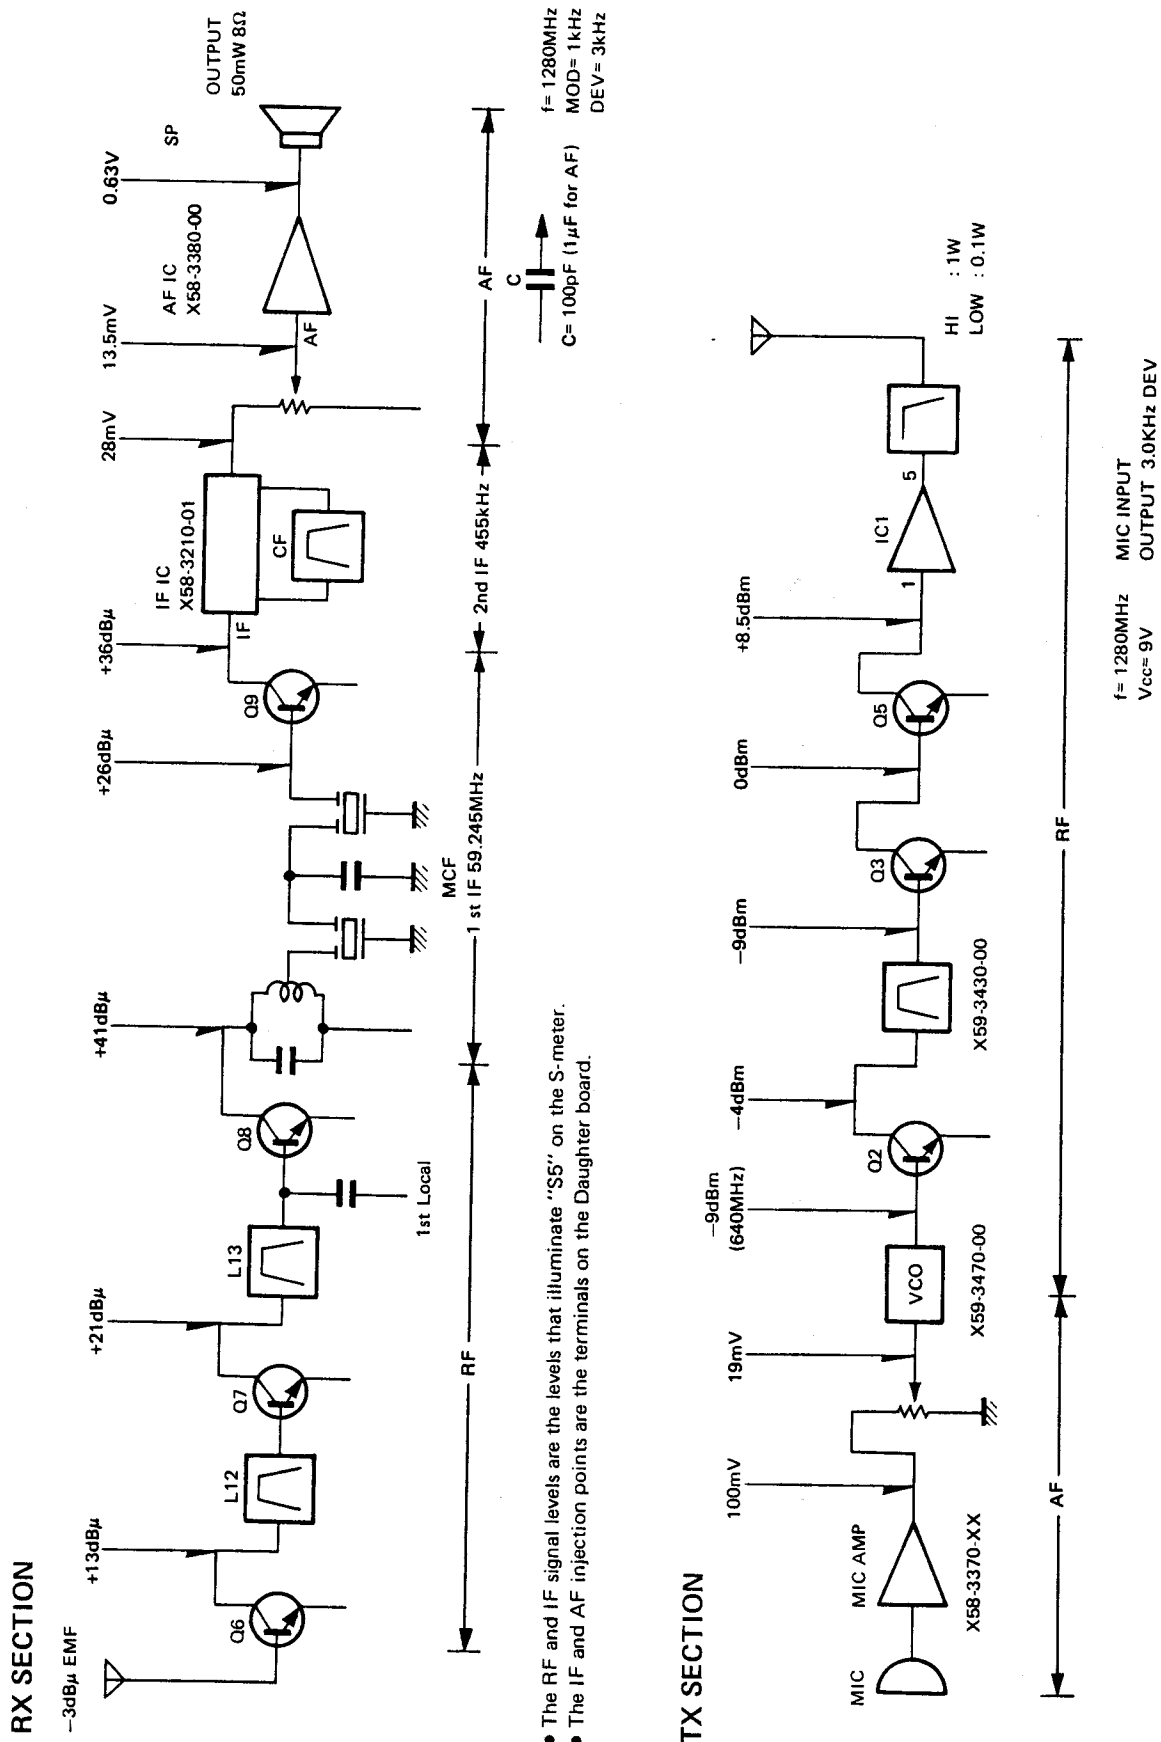 RX SECTION
−3dBμ EMF
+13dBμ
+21dBμ
+41dBμ
+26dBμ
+36dBμ
28mV
13.5mV
0.63V
OUTPUT
50mW 8Ω
Q6
L12
Q7
L13
Q8
1st Local
MCF
Q9
IF
IF IC
X58-3210-01
CF
AF
AF IC
X58-3380-00
SP
RF
1 st IF 59.245MHz
2nd IF 455kHz
AF
C
C= 100pF (1μF for AF)
f= 1280MHz
MOD= 1kHz
DEV= 3kHz
• The RF and IF signal levels are the levels that illuminate "S5" on the S-meter.
• The IF and AF injection points are the terminals on the Daughter board.
TX SECTION
MIC
MIC AMP
X58-3370-XX
100mV
19mV
VCO
X59-3470-00
−9dBm
(640MHz)
Q2
−4dBm
X59-3430-00
−9dBm
Q3
0dBm
Q5
+8.5dBm
1
IC1
5
HI : 1W
LOW : 0.1W
AF
RF
f= 1280MHz MIC INPUT
Vcc= 9V OUTPUT 3.0KHz DEV